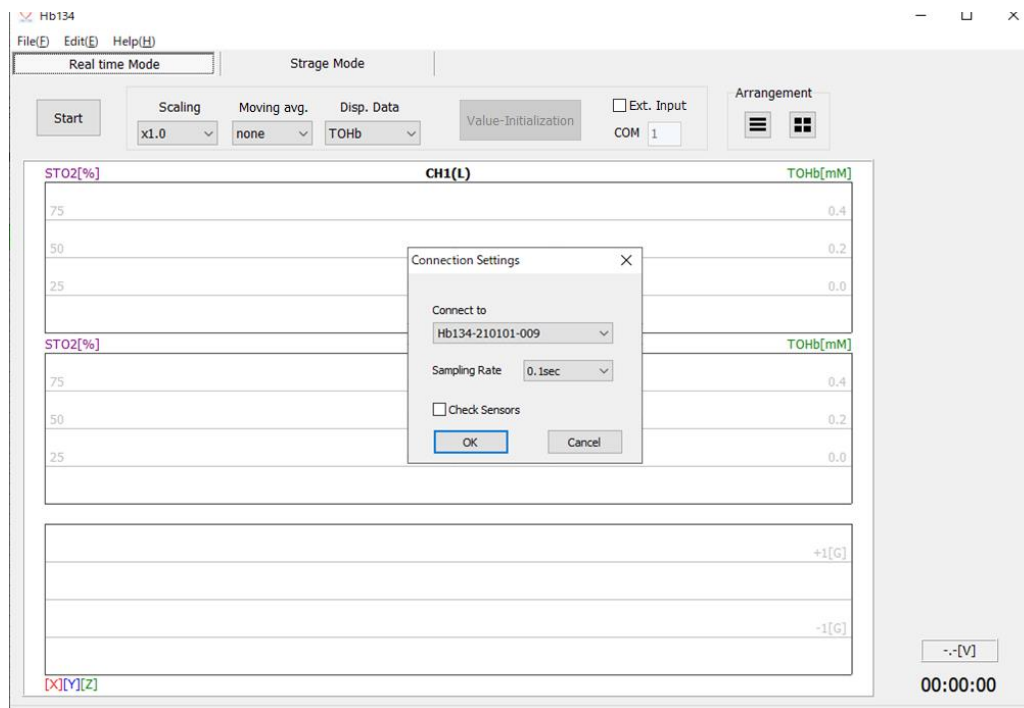 Hb134
File(F) Edit(E) Help(H)
Real time Mode Strage Mode
Start
Scaling Moving avg. Disp. Data
x1.0 none TOHb
Value-Initialization
Ext. Input
COM 1
Arrangement
STO2[%] CH1(L) TOHb[mM]
75 0.4
50 0.2
25 0.0
STO2[%] TOHb[mM]
75 0.4
50 0.2
25 0.0
Connection Settings
Connect to
Hb134-210101-009
Sampling Rate 0.1sec
Check Sensors
OK Cancel
+1[G]
-1[G]
[X][Y][Z]
-.-[V]
00:00:00